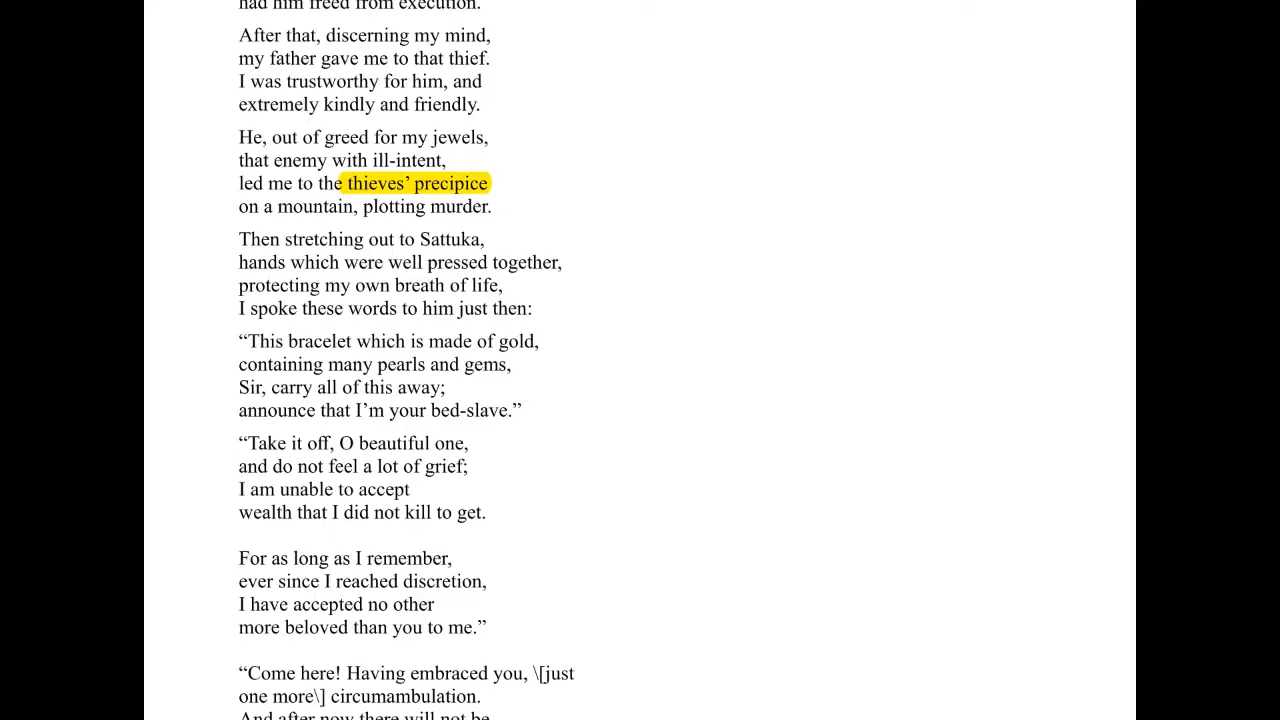 had him freed from execution.
After that, discerning my mind,
my father gave me to that thief.
I was trustworthy for him, and
extremely kindly and friendly.
He, out of greed for my jewels,
that enemy with ill-intent,
led me to the thieves’ precipice
on a mountain, plotting murder.
Then stretching out to Sattuka,
hands which were well pressed together,
protecting my own breath of life,
I spoke these words to him just then:
“This bracelet which is made of gold,
containing many pearls and gems,
Sir, carry all of this away;
announce that I’m your bed-slave.”
“Take it off, O beautiful one,
and do not feel a lot of grief;
I am unable to accept
wealth that I did not kill to get.
For as long as I remember,
ever since I reached discretion,
I have accepted no other
more beloved than you to me.”
“Come here! Having embraced you, \[just
one more\] circumambulation.
And after now there will not be